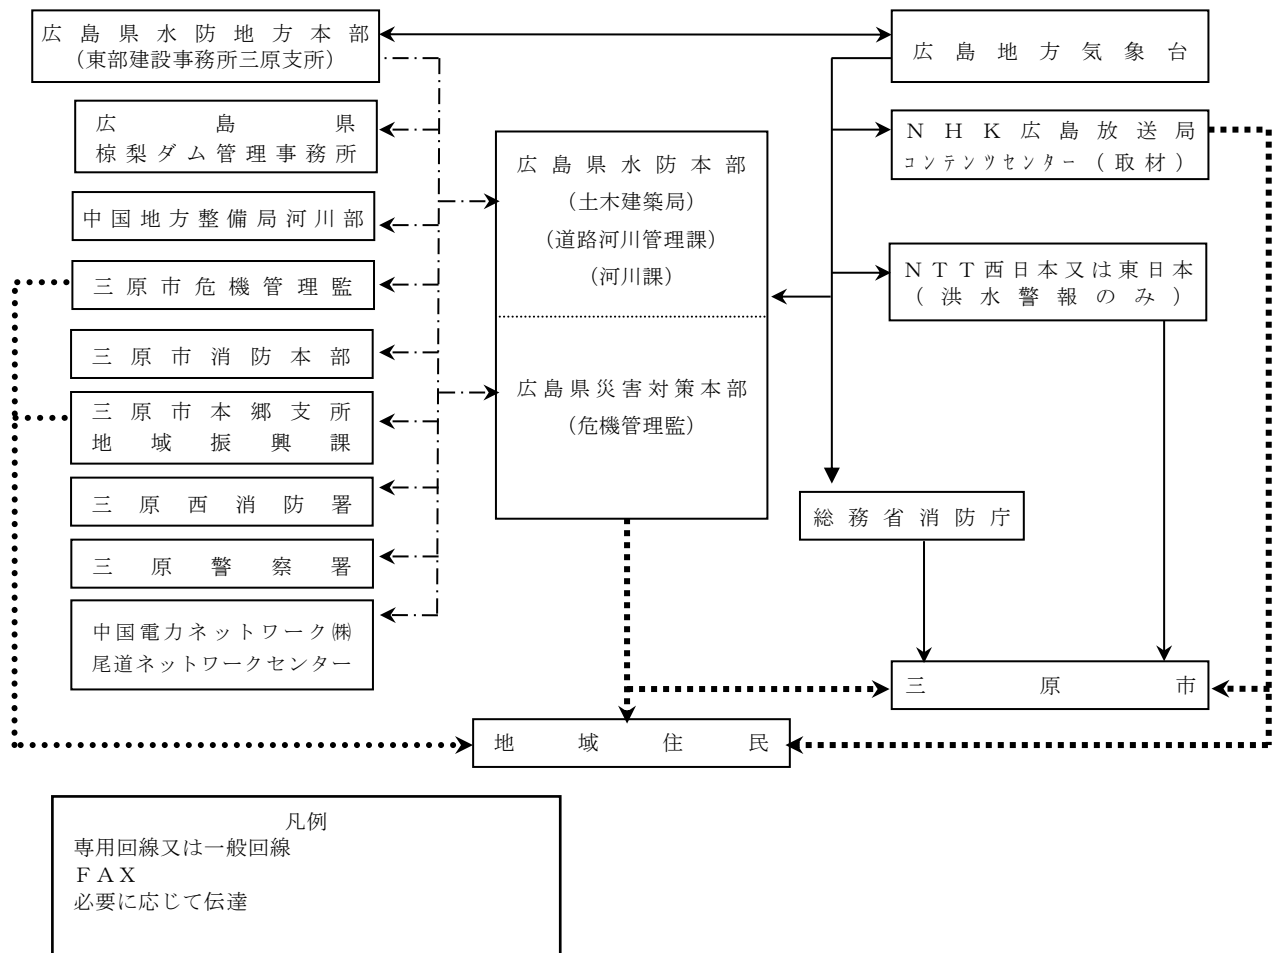 広島県水防地方本部
（東部建設事務所三原支所）
広島県
椋梨ダム管理事務所
中国地方整備局河川部
三原市危機管理監
三原市消防本部
三原市本郷支所
地域振興課
三原西消防署
三原警察署
中国電力ネットワーク㈱
尾道ネットワークセンター
広島県水防本部
（土木建築局）
（道路河川管理課）
（河川課）
広島県災害対策本部
（危機管理監）
広島地方気象台
ＮＨＫ広島放送局
コンテンツセンター（取材）
ＮＴＴ西日本又は東日本
（洪水警報のみ）
総務省消防庁
三原市
地域住民
凡例
専用回線又は一般回線
ＦＡＸ
必要に応じて伝達